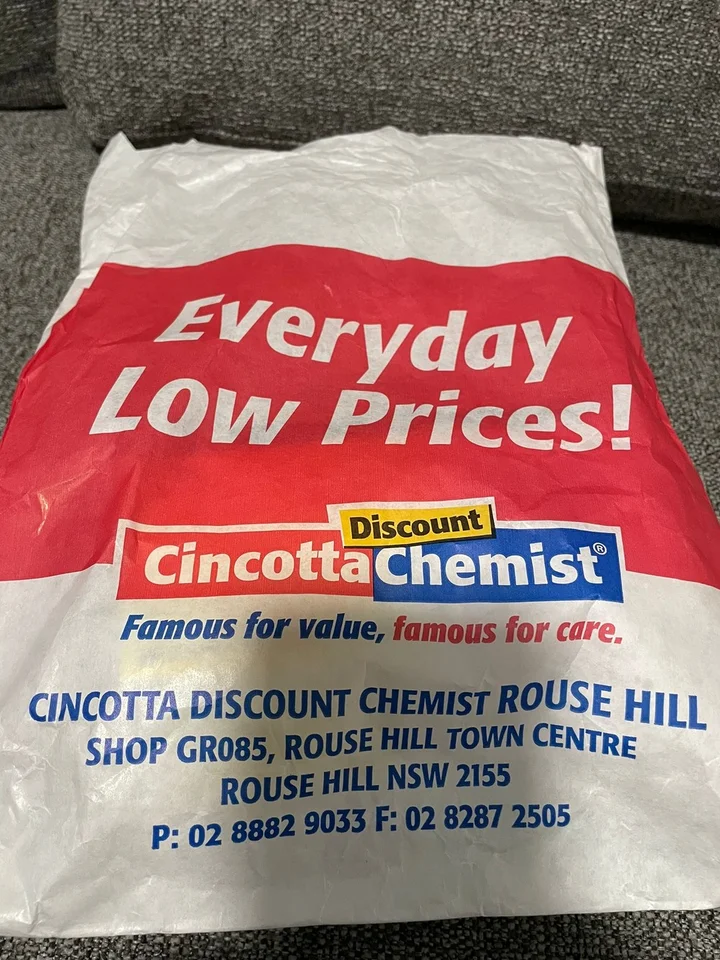 Everyday
Low Prices!
Discount
CincottaChemist®
Famous for value, famous for care.
CINCOTTA DISCOUNT CHEMIST ROUSE HILL
SHOP GR085, ROUSE HILL TOWN CENTRE
ROUSE HILL NSW 2155
P: 02 8882 9033 F: 02 8287 2505